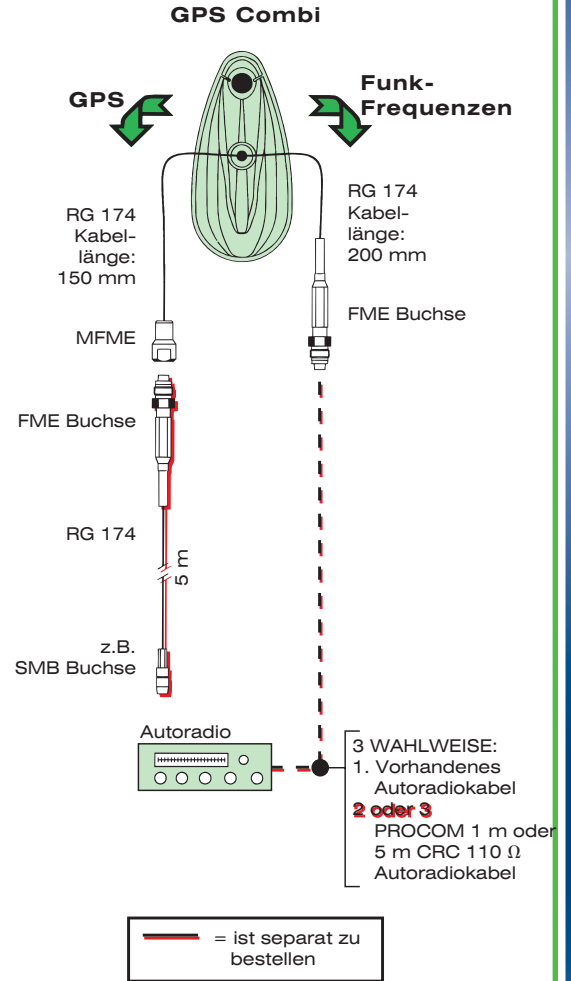 GPS Combi
GPS
Funk-
Frequenzen
RG 174
Kabel-
länge:
150 mm
RG 174
Kabel-
länge:
200 mm
MFME
FME Buchse
FME Buchse
RG 174
5 m
z.B.
SMB Buchse
Autoradio
3 WAHLWEISE:
1. Vorhandenes
Autoradiokabel
2 oder 3
PROCOM 1 m oder
5 m CRC 110 Ω
Autoradiokabel
= ist separat zu
bestellen